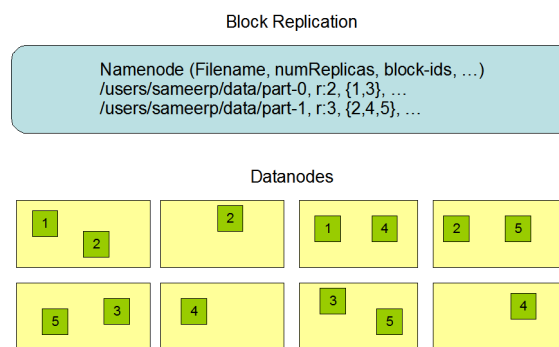 Block Replication
Namenode (Filename, numReplicas, block-ids, …)
/users/sameerp/data/part-0, r:2, {1,3}, …
/users/sameerp/data/part-1, r:3, {2,4,5}, …
Datanodes
1
2
2
1 4
2 5
5 3
4
3
5
4